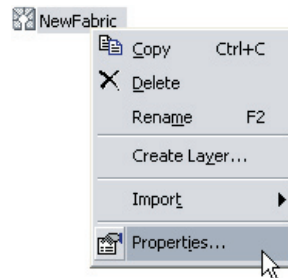 NewFabric
Copy Ctrl+C
Delete
Rename F2
Create Layer...
Import
Properties...